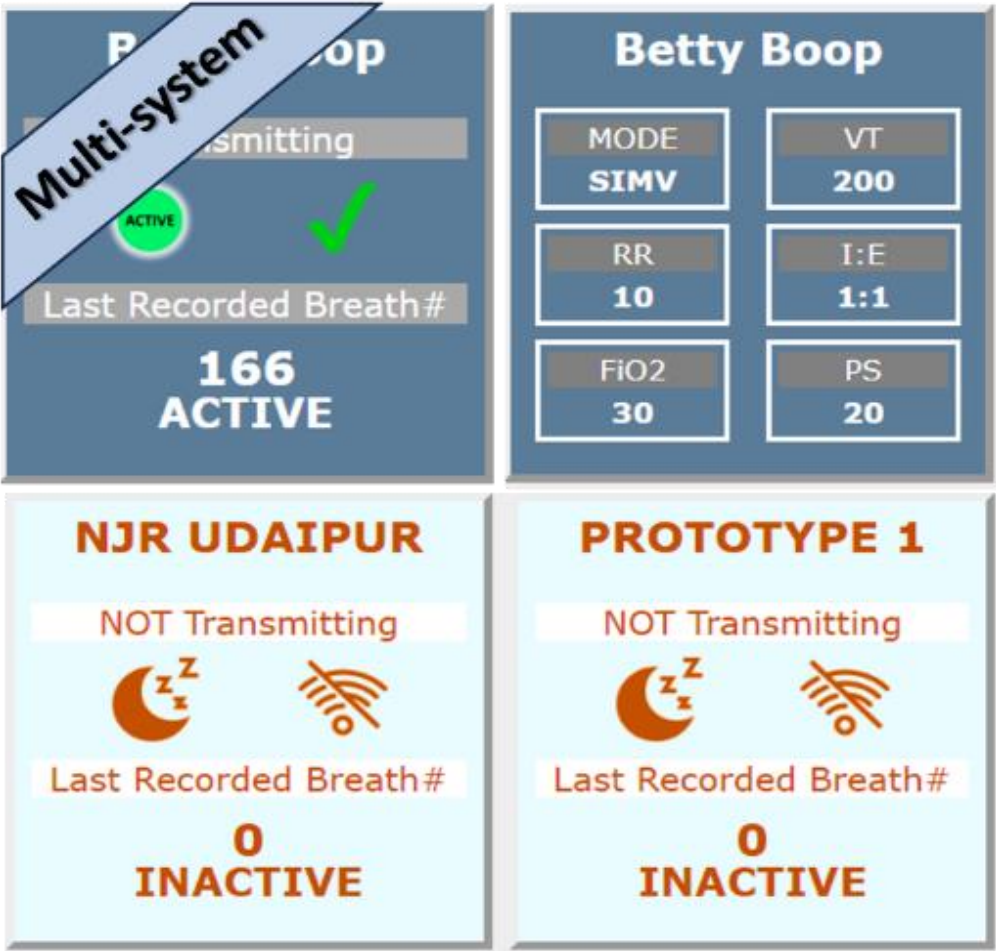 Multi-system
Betty Boop
MODE
SIMV
VT
200
RR
10
I:E
1:1
FiO2
30
PS
20
ACTIVE
Last Recorded Breath#
166
ACTIVE
NJR UDAIPUR
NOT Transmitting
Last Recorded Breath#
0
INACTIVE
PROTOTYPE 1
NOT Transmitting
Last Recorded Breath#
0
INACTIVE